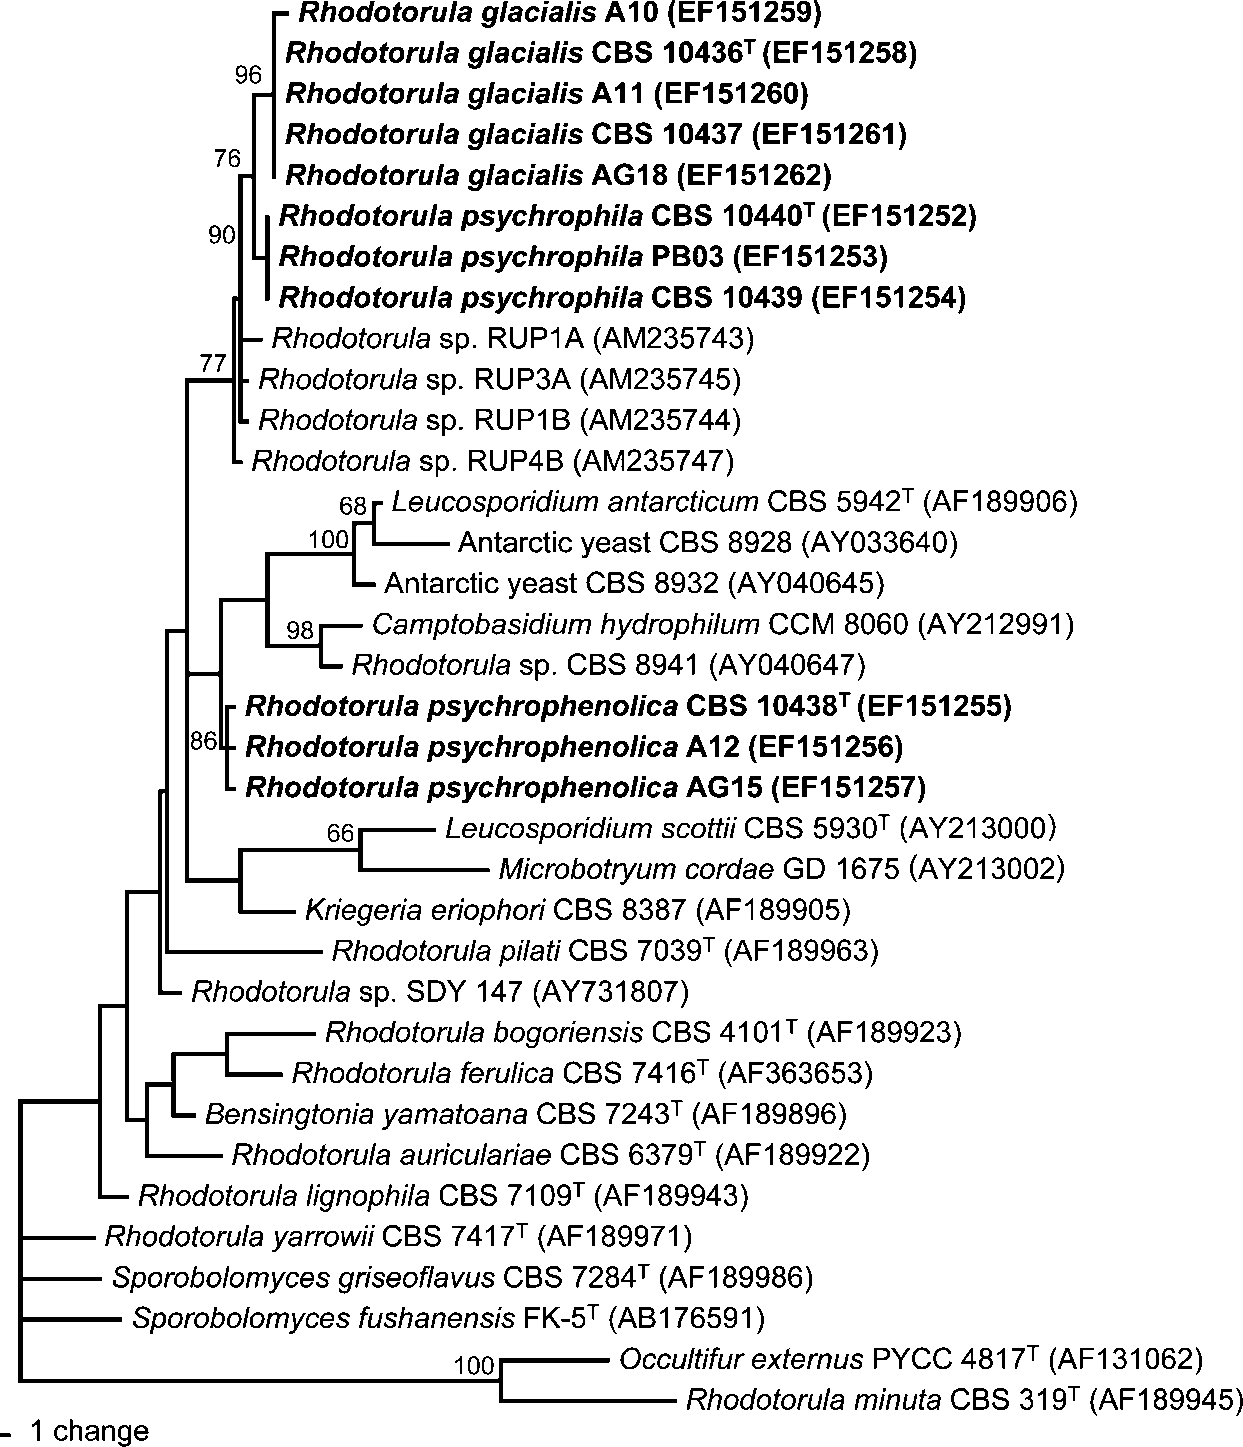 Rhodotorula glacialis A10 (EF151259)
Rhodotorula glacialis CBS 10436ᵀ (EF151258)
96
Rhodotorula glacialis A11 (EF151260)
Rhodotorula glacialis CBS 10437 (EF151261)
76
Rhodotorula glacialis AG18 (EF151262)
Rhodotorula psychrophila CBS 10440ᵀ (EF151252)
90
Rhodotorula psychrophila PB03 (EF151253)
Rhodotorula psychrophila CBS 10439 (EF151254)
Rhodotorula sp. RUP1A (AM235743)
77
Rhodotorula sp. RUP3A (AM235745)
Rhodotorula sp. RUP1B (AM235744)
Rhodotorula sp. RUP4B (AM235747)
68
Leucosporidium antarcticum CBS 5942ᵀ (AF189906)
100
Antarctic yeast CBS 8928 (AY033640)
Antarctic yeast CBS 8932 (AY040645)
98
Camptobasidium hydrophilum CCM 8060 (AY212991)
Rhodotorula sp. CBS 8941 (AY040647)
Rhodotorula psychrophenolica CBS 10438ᵀ (EF151255)
86
Rhodotorula psychrophenolica A12 (EF151256)
Rhodotorula psychrophenolica AG15 (EF151257)
66
Leucosporidium scottii CBS 5930ᵀ (AY213000)
Microbotryum cordae GD 1675 (AY213002)
Kriegeria eriophori CBS 8387 (AF189905)
Rhodotorula pilati CBS 7039ᵀ (AF189963)
Rhodotorula sp. SDY 147 (AY731807)
Rhodotorula bogoriensis CBS 4101ᵀ (AF189923)
Rhodotorula ferulica CBS 7416ᵀ (AF363653)
Bensingtonia yamatoana CBS 7243ᵀ (AF189896)
Rhodotorula auriculariae CBS 6379ᵀ (AF189922)
Rhodotorula lignophila CBS 7109ᵀ (AF189943)
Rhodotorula yarrowii CBS 7417ᵀ (AF189971)
Sporobolomyces griseoflavus CBS 7284ᵀ (AF189986)
Sporobolomyces fushanensis FK-5ᵀ (AB176591)
100
Occultifur externus PYCC 4817ᵀ (AF131062)
Rhodotorula minuta CBS 319ᵀ (AF189945)
1 change